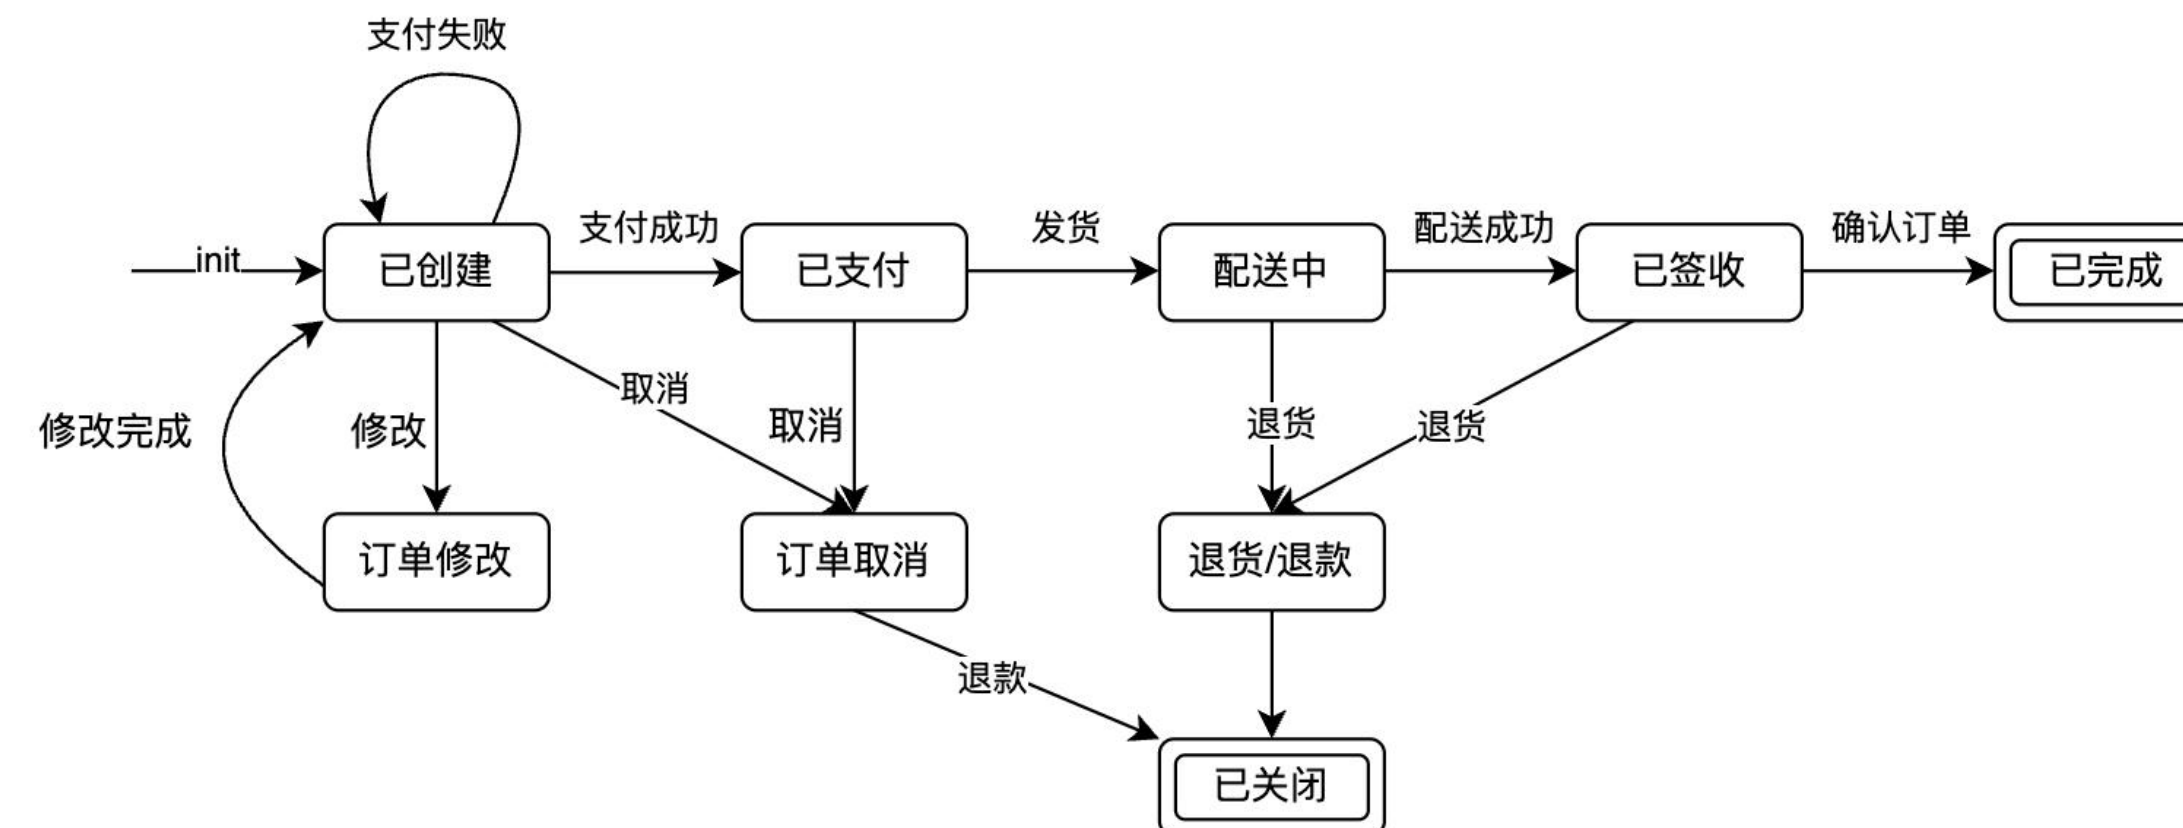 支付失败
支付成功
发货
配送成功
确认订单
init
已创建
已支付
配送中
已签收
已完成
取消
修改完成
修改
取消
退货
退货
订单修改
订单取消
退货/退款
退款
已关闭